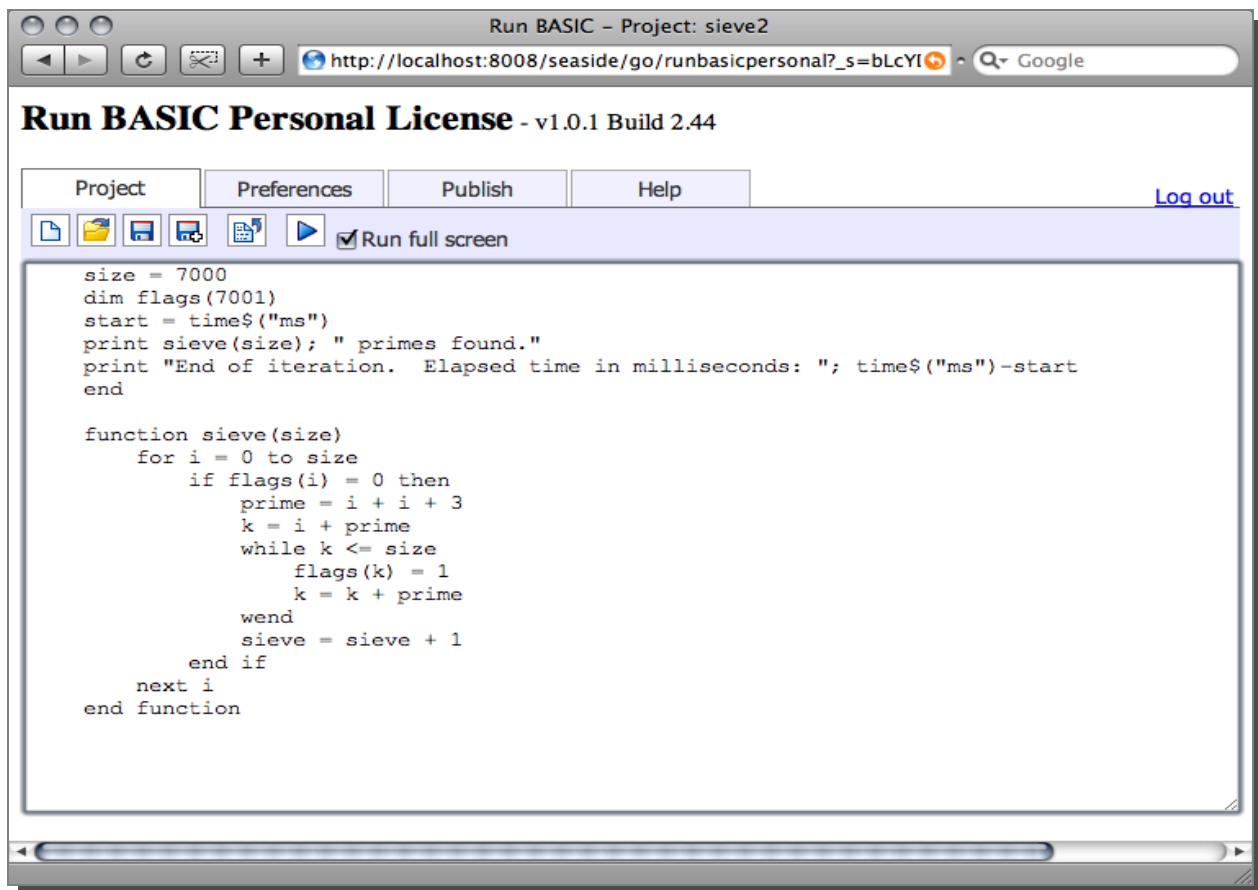 Run BASIC – Project: sieve2
http://localhost:8008/seaside/go/runbasicpersonal?_s=bLcYI
Google
Run BASIC Personal License - v1.0.1 Build 2.44
Project Preferences Publish Help Log out
Run full screen
size = 7000
dim flags(7001)
start = time$("ms")
print sieve(size); " primes found."
print "End of iteration.  Elapsed time in milliseconds: "; time$("ms")-start
end
function sieve(size)
for i = 0 to size
if flags(i) = 0 then
prime = i + i + 3
k = i + prime
while k <= size
flags(k) = 1
k = k + prime
wend
sieve = sieve + 1
end if
next i
end function